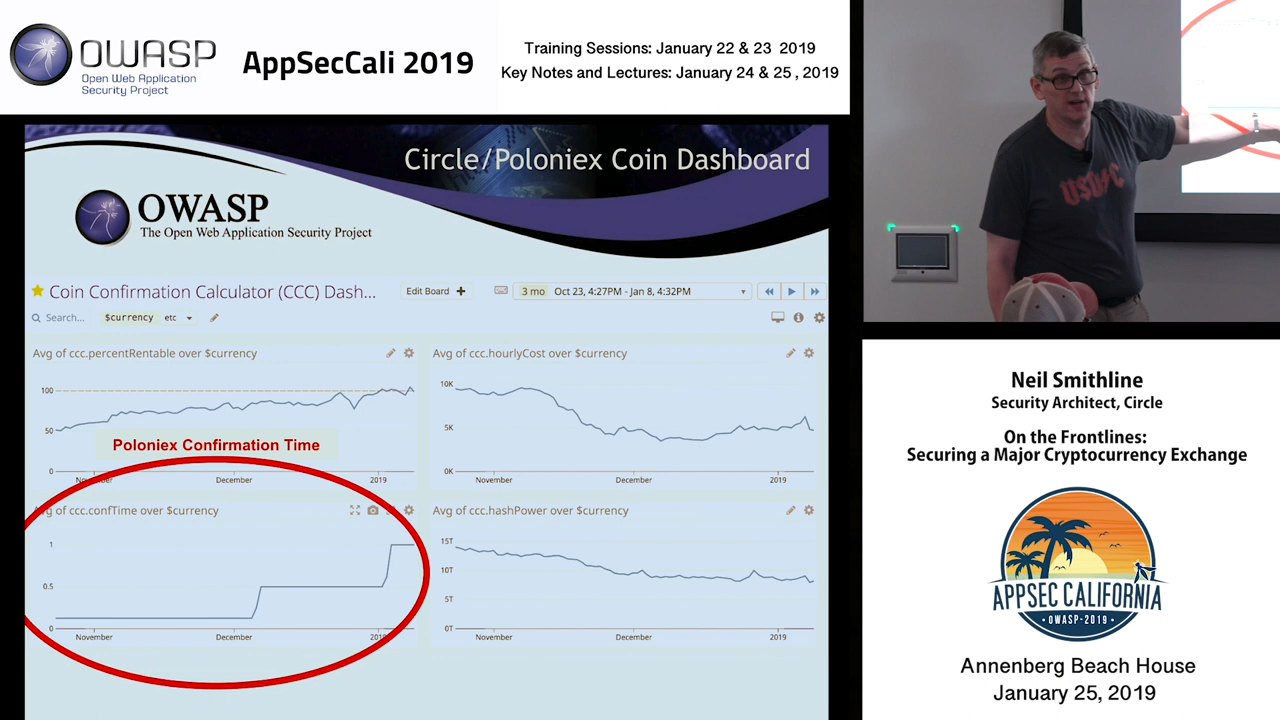 OWASP
Open Web Application
Security Project
AppSecCali 2019
Training Sessions: January 22 & 23 2019
Key Notes and Lectures: January 24 & 25 , 2019
Circle/Poloniex Coin Dashboard
OWASP
The Open Web Application Security Project
Coin Confirmation Calculator (CCC) Dash...
Edit Board +
3 mo Oct 23, 4:27PM - Jan 8, 4:32PM
Search...
$currency etc
Avg of ccc.percentRentable over $currency
100
50
0
November December 2019
Poloniex Confirmation Time
Avg of ccc.hourlyCost over $currency
10K
5K
0K
November December 2019
Avg of ccc.confTime over $currency
1
0.5
0
November December 2019
Avg of ccc.hashPower over $currency
15T
10T
5T
0T
November December 2019
Neil Smithline
Security Architect, Circle
On the Frontlines:
Securing a Major Cryptocurrency Exchange
APPSEC CALIFORNIA
• OWASP-2019 •
Annenberg Beach House
January 25, 2019